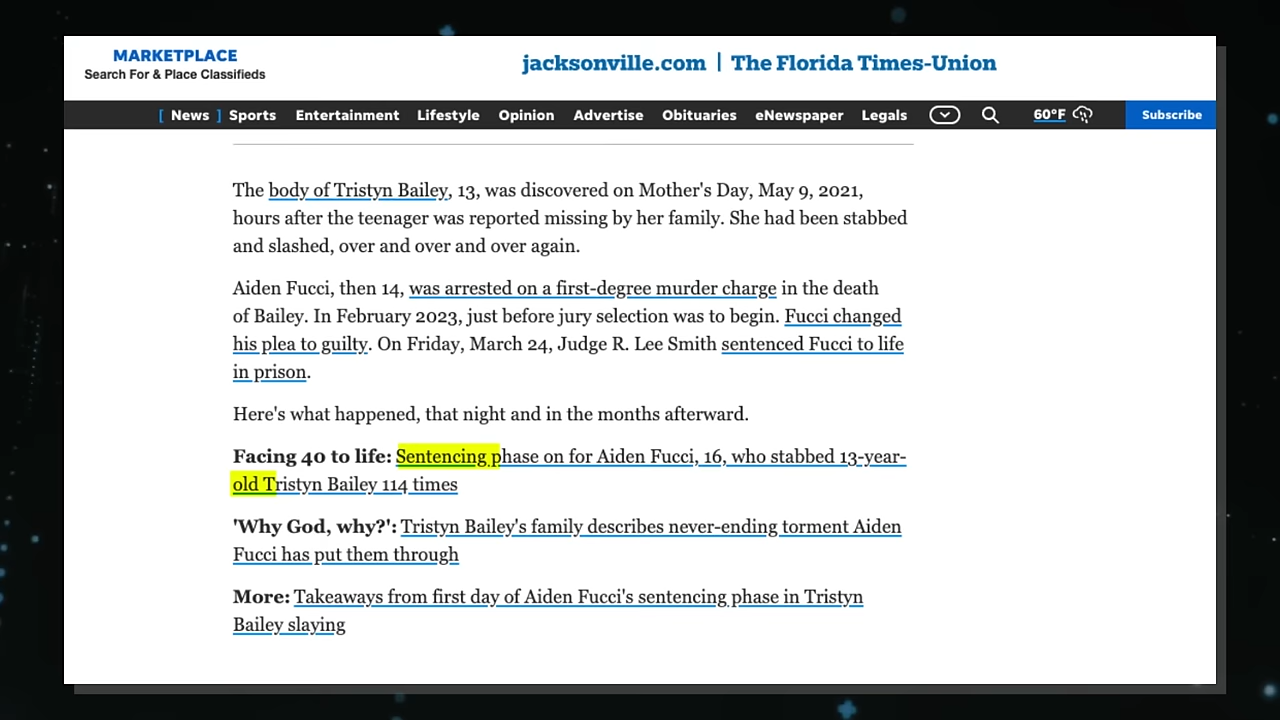 MARKETPLACE
Search For & Place Classifieds
jacksonville.com | The Florida Times-Union
[ News ] Sports Entertainment Lifestyle Opinion Advertise Obituaries eNewspaper Legals 60°F Subscribe
The body of Tristyn Bailey, 13, was discovered on Mother's Day, May 9, 2021,
hours after the teenager was reported missing by her family. She had been stabbed
and slashed, over and over and over again.
Aiden Fucci, then 14, was arrested on a first-degree murder charge in the death
of Bailey. In February 2023, just before jury selection was to begin. Fucci changed
his plea to guilty. On Friday, March 24, Judge R. Lee Smith sentenced Fucci to life
in prison.
Here's what happened, that night and in the months afterward.
Facing 40 to life: Sentencing phase on for Aiden Fucci, 16, who stabbed 13-year-
old Tristyn Bailey 114 times
'Why God, why?': Tristyn Bailey's family describes never-ending torment Aiden
Fucci has put them through
More: Takeaways from first day of Aiden Fucci's sentencing phase in Tristyn
Bailey slaying